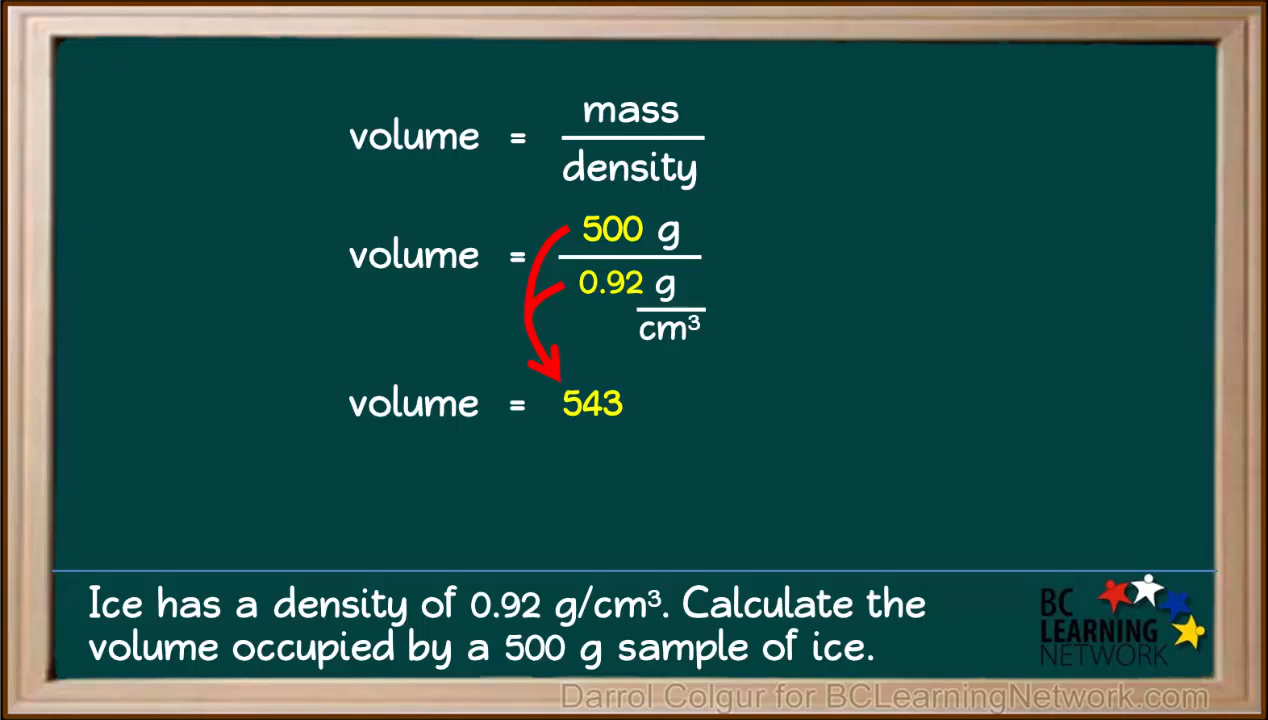 volume = mass
density
volume = 500 g
0.92 g
cm³
volume = 543
Ice has a density of 0.92 g/cm³. Calculate the
volume occupied by a 500 g sample of ice.
BC
LEARNING
NETWORK
Darrol Colgur for BCLearningNetwork.com